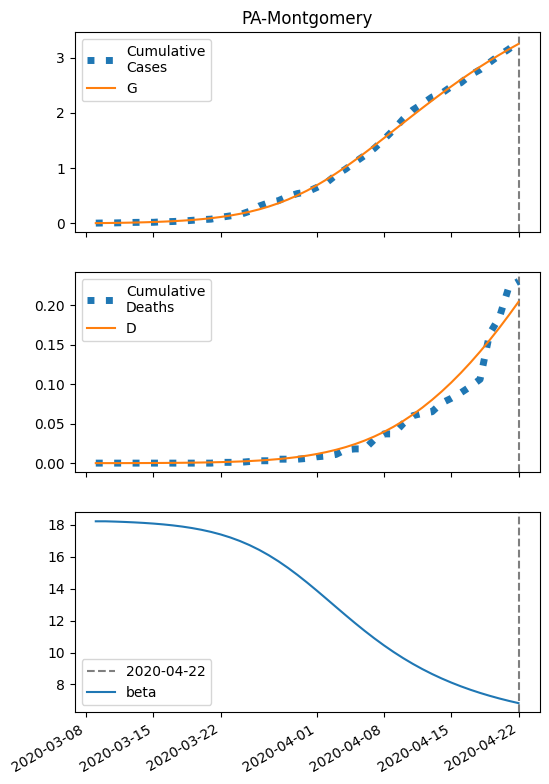 PA-Montgomery
3
2
1
0
Cumulative
Cases
G
0.20
0.15
0.10
0.05
0.00
Cumulative
Deaths
D
18
16
14
12
10
8
2020-04-22
beta
2020-03-08
2020-03-15
2020-03-22
2020-04-01
2020-04-08
2020-04-15
2020-04-22